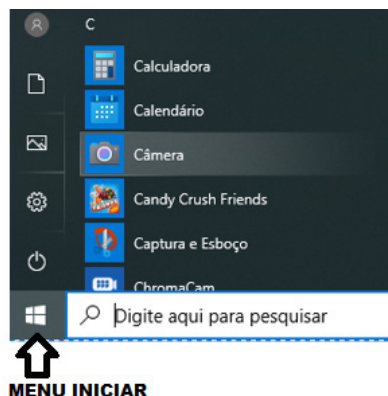 C
Calculadora
Calendário
Câmera
Candy Crush Friends
Captura e Esboço
ChromaCam
Digite aqui para pesquisar
MENU INICIAR